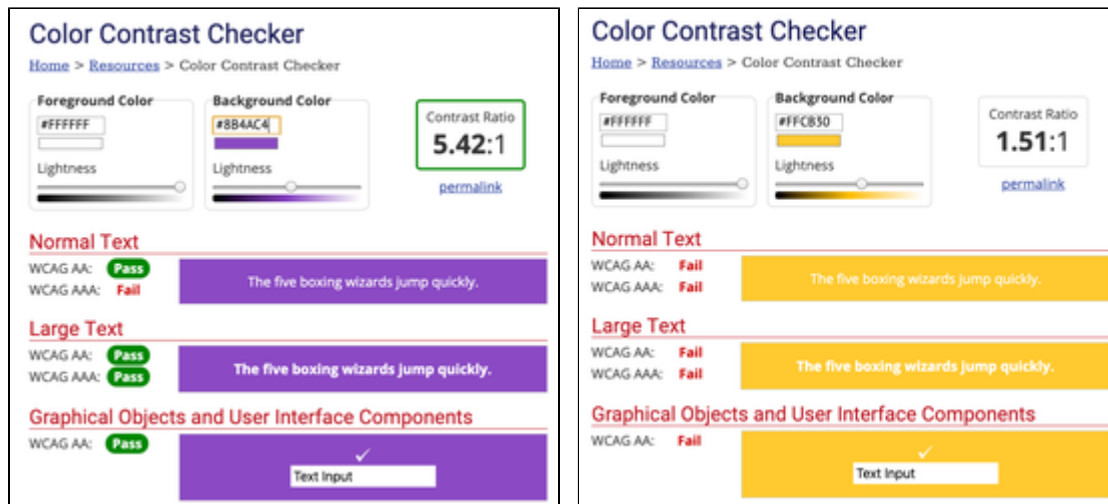 Color Contrast Checker
Home > Resources > Color Contrast Checker
Foreground Color
#FFFFFF
Lightness
Background Color
#8B4AC4
Lightness
Contrast Ratio
5.42:1
permalink
Normal Text
WCAG AA: Pass
WCAG AAA: Fail
The five boxing wizards jump quickly.
Large Text
WCAG AA: Pass
WCAG AAA: Pass
The five boxing wizards jump quickly.
Graphical Objects and User Interface Components
WCAG AA: Pass
✓
Text Input
Color Contrast Checker
Home > Resources > Color Contrast Checker
Foreground Color
#FFFFFF
Lightness
Background Color
#FFCB30
Lightness
Contrast Ratio
1.51:1
permalink
Normal Text
WCAG AA: Fail
WCAG AAA: Fail
The five boxing wizards jump quickly.
Large Text
WCAG AA: Fail
WCAG AAA: Fail
The five boxing wizards jump quickly.
Graphical Objects and User Interface Components
WCAG AA: Fail
✓
Text Input